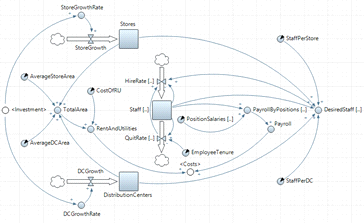 StoreGrowthRate
Stores
StoreGrowth
StaffPerStore
HireRate [..]
AverageStoreArea
CostOfRU
<Investment>
TotalArea
Staff [..]
PayrollByPositions [..]
DesiredStaff [..]
PositionSalaries [..]
RentAndUtilities
Payroll
QuitRate [..]
AverageDCArea
EmployeeTenure
<Costs>
DCGrowth
StaffPerDC
DistributionCenters
DCGrowthRate